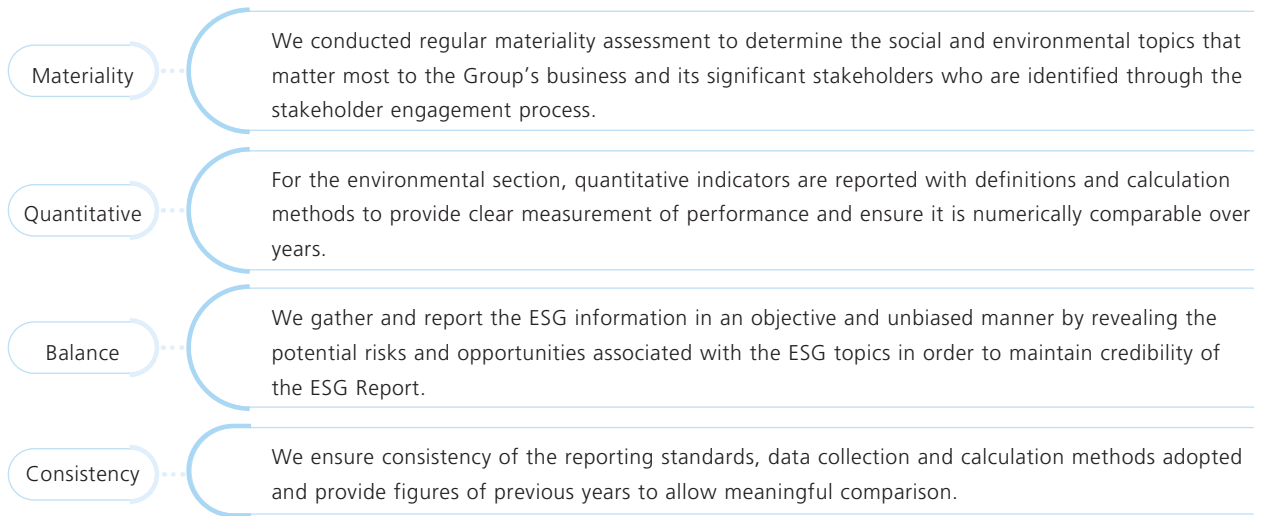 Materiality
We conducted regular materiality assessment to determine the social and environmental topics that
matter most to the Group’s business and its significant stakeholders who are identified through the
stakeholder engagement process.
Quantitative
For the environmental section, quantitative indicators are reported with definitions and calculation
methods to provide clear measurement of performance and ensure it is numerically comparable over
years.
Balance
We gather and report the ESG information in an objective and unbiased manner by revealing the
potential risks and opportunities associated with the ESG topics in order to maintain credibility of
the ESG Report.
Consistency
We ensure consistency of the reporting standards, data collection and calculation methods adopted
and provide figures of previous years to allow meaningful comparison.